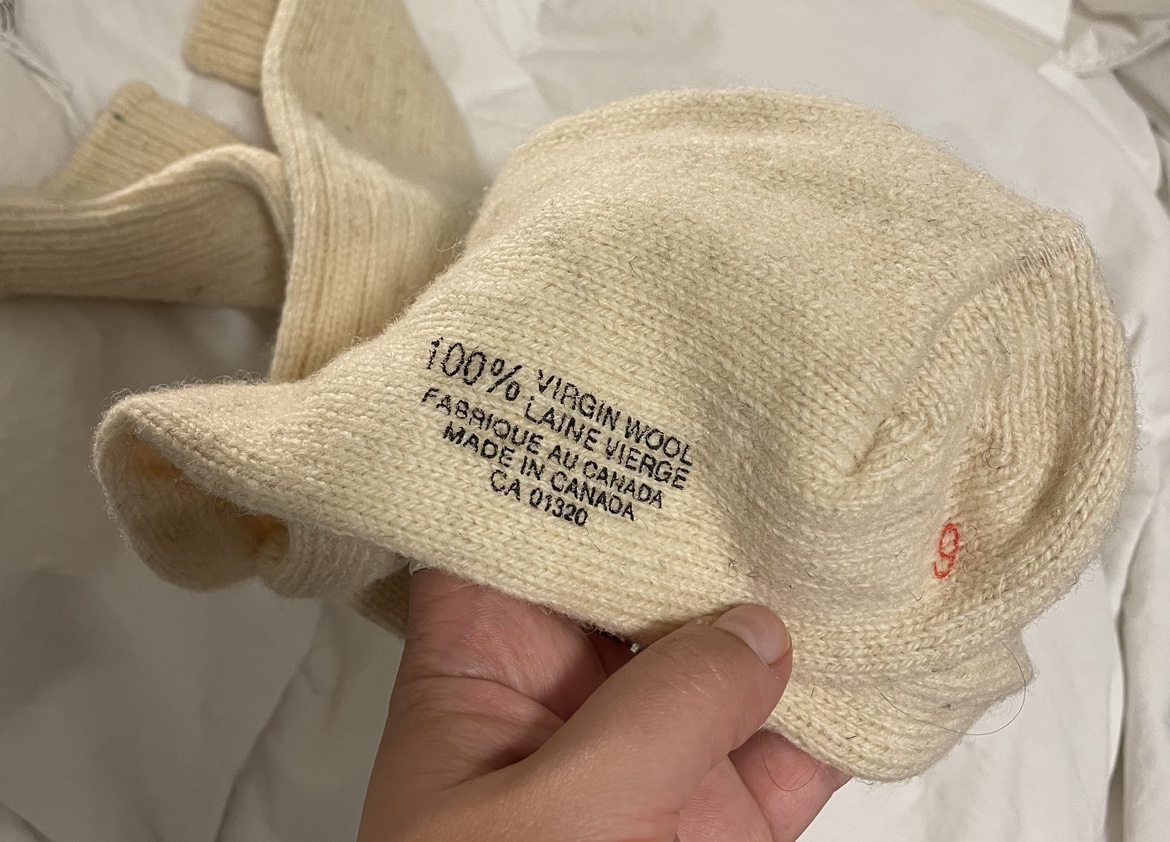 100% VIRGIN WOOL
LAINE VIERGE
FABRIQUE AU CANADA
MADE IN CANADA
CA 01320
9